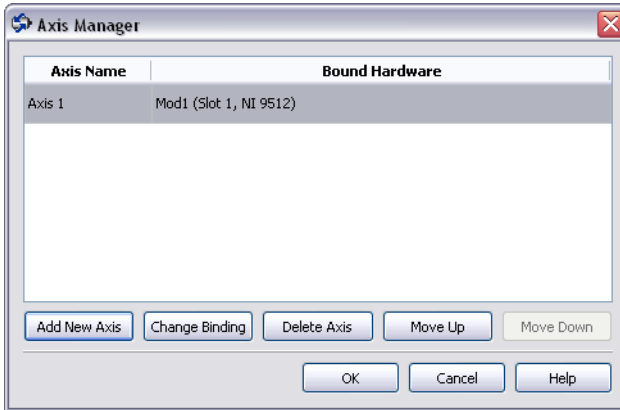 Axis Manager
Axis Name Bound Hardware
Axis 1 Mod1 (Slot 1, NI 9512)
Add New Axis Change Binding Delete Axis Move Up Move Down
OK Cancel Help